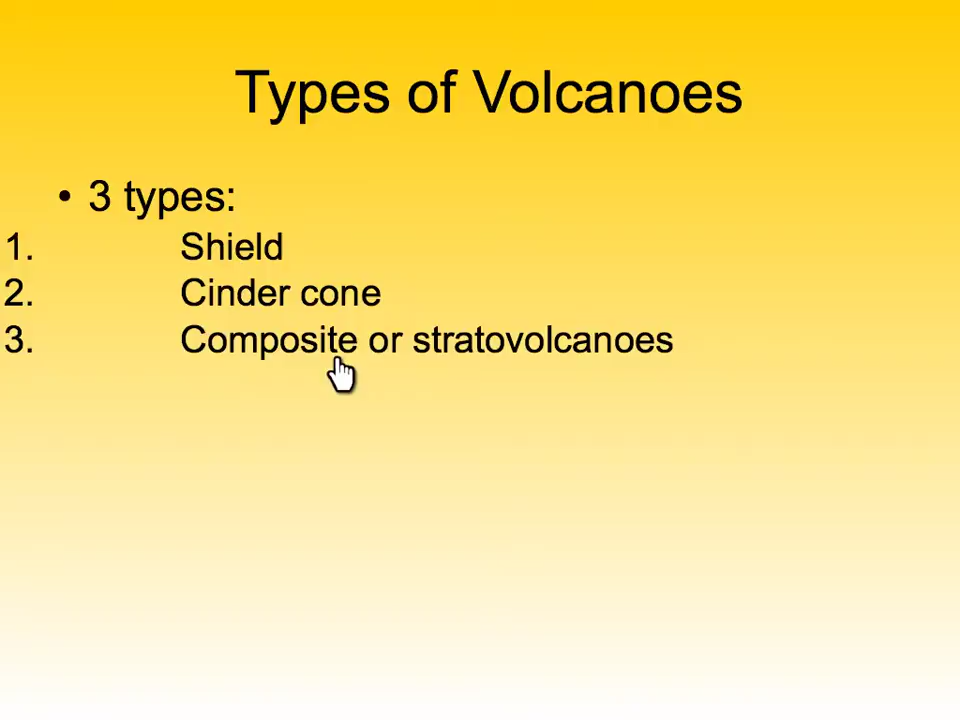 Types of Volcanoes
• 3 types:
1. Shield
2. Cinder cone
3. Composite or stratovolcanoes